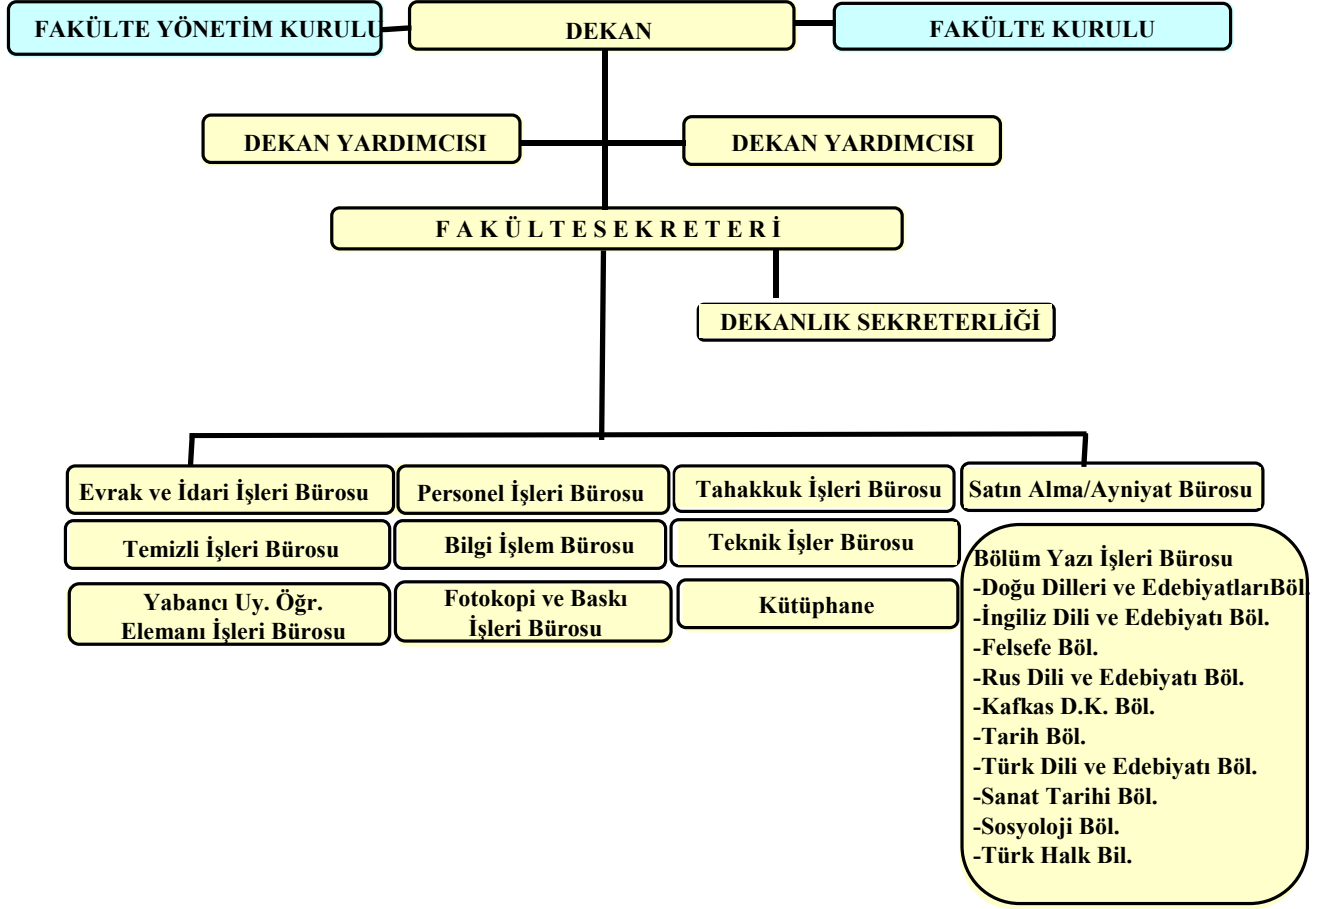 FAKÜLTE YÖNETİM KURULU
DEKAN
FAKÜLTE KURULU
DEKAN YARDIMCISI
DEKAN YARDIMCISI
F A K Ü L T E S E K R E T E R İ
DEKANLIK SEKRETERLİĞİ
Evrak ve İdari İşleri Bürosu
Personel İşleri Bürosu
Tahakkuk İşleri Bürosu
Satın Alma/Ayniyat Bürosu
Temizli İşleri Bürosu
Bilgi İşlem Bürosu
Teknik İşler Bürosu
Yabancı Uy. Öğr.
Elemanı İşleri Bürosu
Fotokopi ve Baskı
İşleri Bürosu
Kütüphane
Bölüm Yazı İşleri Bürosu
-Doğu Dilleri ve EdebiyatlarıBöl.
-İngiliz Dili ve Edebiyatı Böl.
-Felsefe Böl.
-Rus Dili ve Edebiyatı Böl.
-Kafkas D.K. Böl.
-Tarih Böl.
-Türk Dili ve Edebiyatı Böl.
-Sanat Tarihi Böl.
-Sosyoloji Böl.
-Türk Halk Bil.